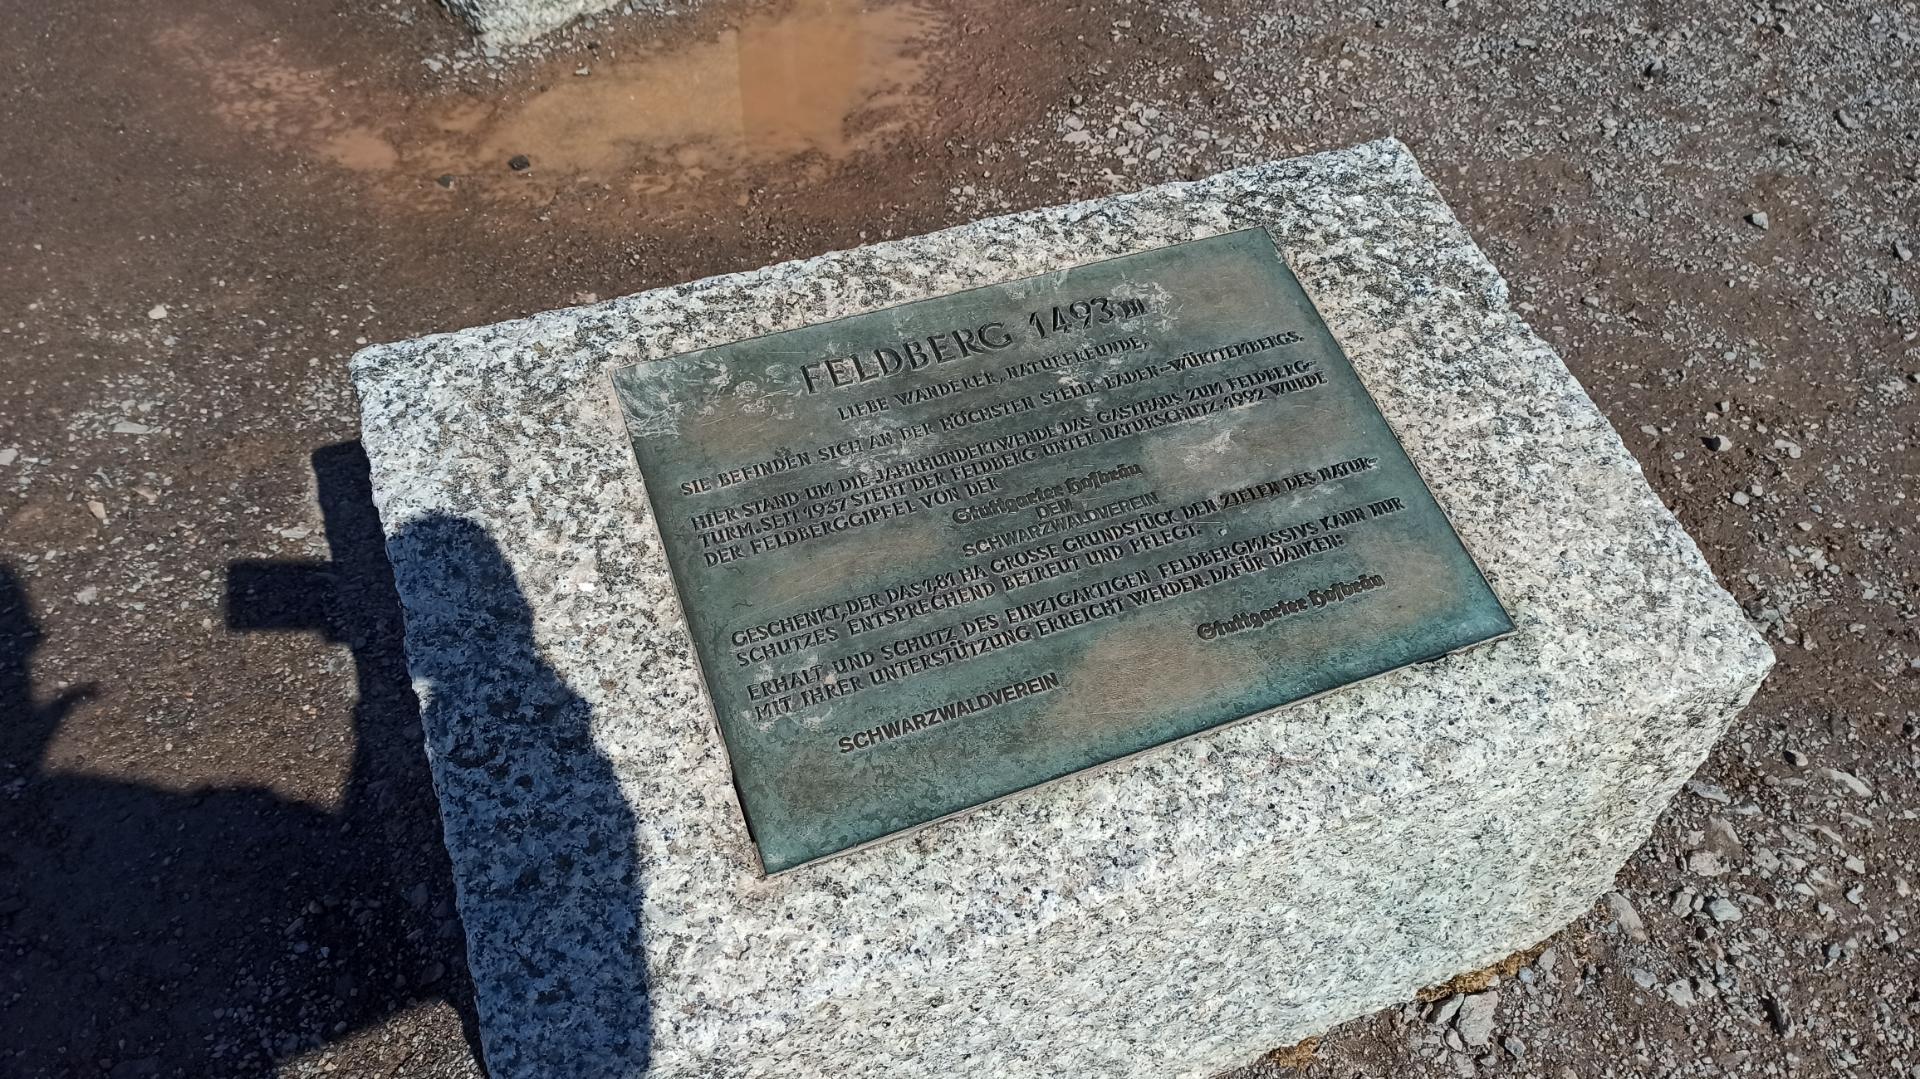 FELDBERG 1493 m
LIEBE WANDERER, NATURFREUNDE,
SIE BEFINDEN SICH AN DER HÖCHSTEN STELLE BADEN-WÜRTTEMBERGS.
HIER STAND UM DIE JAHRHUNDERTWENDE DAS GASTHAUS ZUM FELDBERG-
TURM. SEIT 1937 STEHT DER FELDBERG UNTER NATURSCHUTZ. 1992 WURDE
DER FELDBERGGIPFEL VON DER
Stuttgarter Hofbräu
DEM
SCHWARZWALDVEREIN
GESCHENKT, DER DAS 1.81 HA GROSSE GRUNDSTÜCK DEN ZIELEN DES NATUR-
SCHUTZES ENTSPRECHEND BETREUT UND PFLEGT.
ERHALT UND SCHUTZ DES EINZIGARTIGEN FELDBERGMASSIVS KANN NUR
MIT IHRER UNTERSTÜTZUNG ERREICHT WERDEN. DAFÜR DANKEN:
Stuttgarter Hofbräu
SCHWARZWALDVEREIN